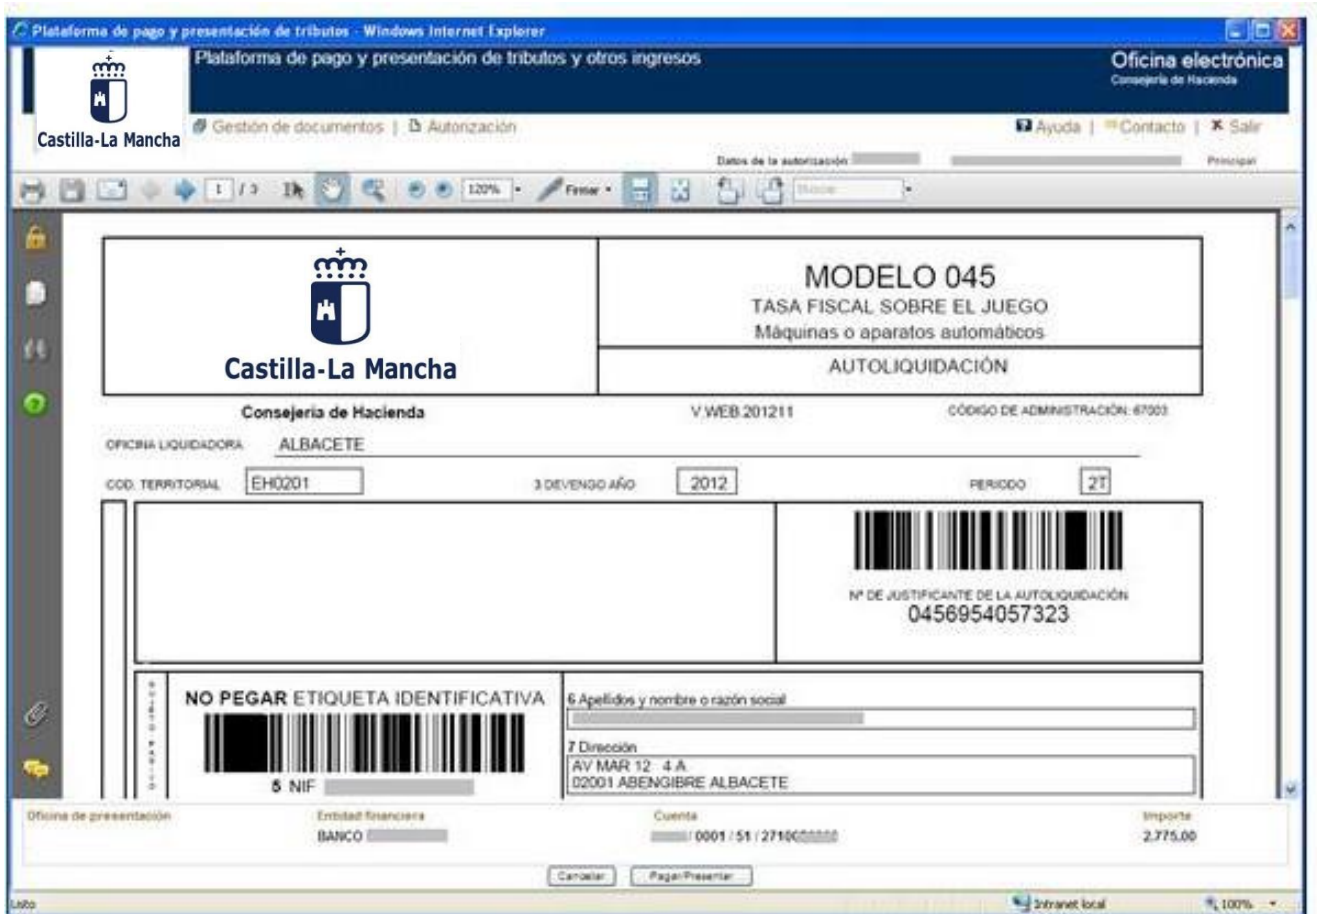 Plataforma de pago y presentación de tributos - Windows Internet Explorer
Plataforma de pago y presentación de tributos y otros ingresos
Oficina electrónica
Consejería de Hacienda
Castilla-La Mancha
Gestión de documentos | Autorización
Ayuda | Contacto | Salir
Datos de la autorización
Principal
1 / 3
120%
Firmar
Castilla-La Mancha
MODELO 045
TASA FISCAL SOBRE EL JUEGO
Máquinas o aparatos automáticos
AUTOLIQUIDACIÓN
Consejería de Hacienda
V.WEB.201211
CÓDIGO DE ADMINISTRACIÓN: 67003
OFICINA LIQUIDADORA ALBACETE
COD. TERRITORIAL EH0201
3 DEVENGO AÑO 2012
PERIODO 2T
Nº DE JUSTIFICANTE DE LA AUTOLIQUIDACIÓN
0456954057323
NO PEGAR ETIQUETA IDENTIFICATIVA
5 NIF
6 Apellidos y nombre o razón social
7 Dirección
AV MAR 12 4 A
02001 ABENGIBRE ALBACETE
Oficina de presentación
Entidad financiera
BANCO
Cuenta
/ 0001 / 51 / 2710
Importe
2.775,00
Cancelar
Pagar/Presentar
Listo
Intranet local
100%